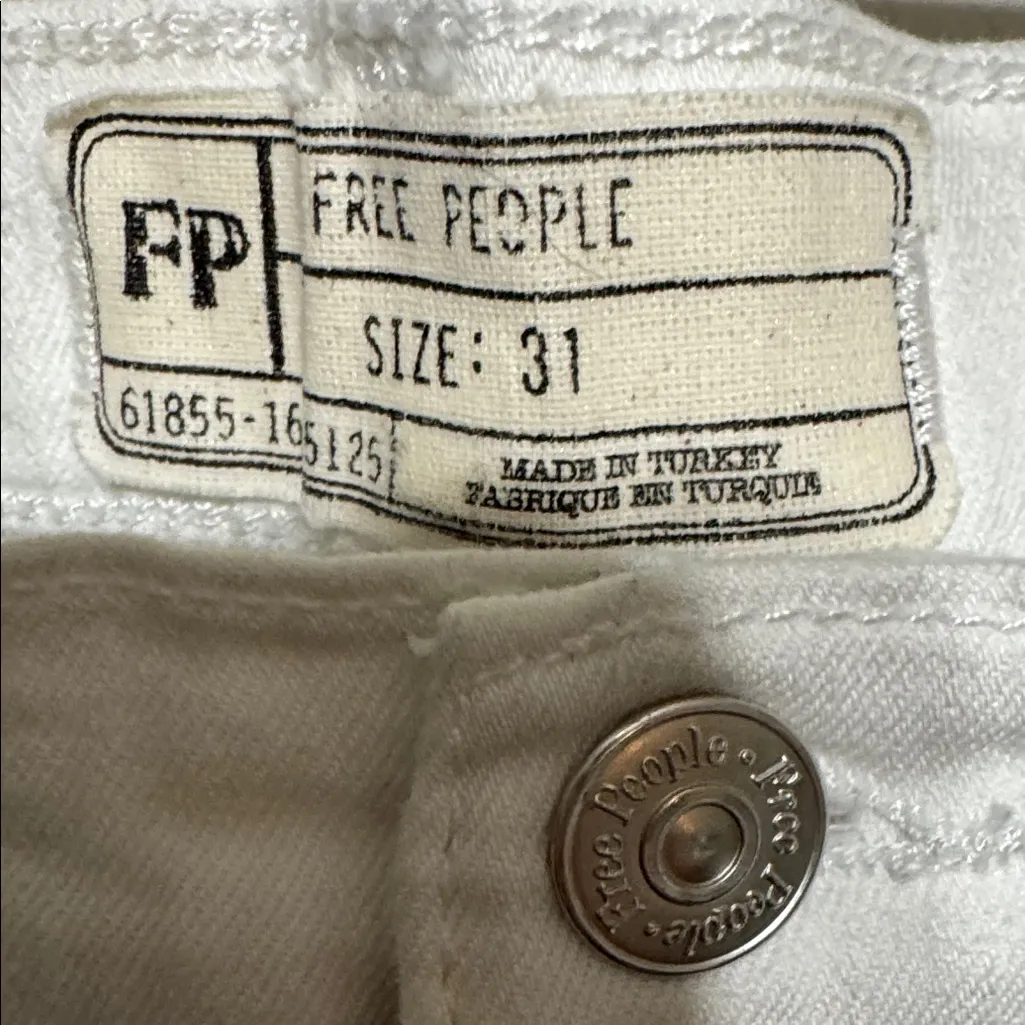 FP
FREE PEOPLE
SIZE: 31
61855-165125
MADE IN TURKEY
FABRIQUE EN TURQUIE
Free People • Free People •